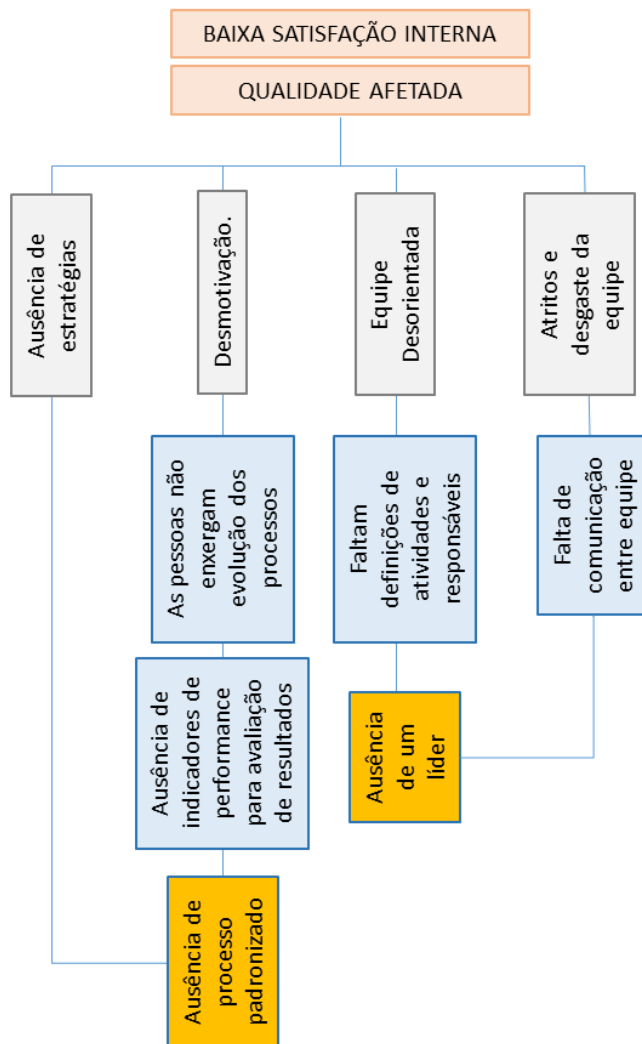 BAIXA SATISFAÇÃO INTERNA
QUALIDADE AFETADA
Ausência de
estratégias
Desmotivação.
Equipe
Desorientada
Atritos e
desgaste da
equipe
As pessoas não
enxergam
evolução dos
processos
Faltam
definições de
atividades e
responsáveis
Falta de
comunicação
entre equipe
Ausência de
indicadores de
performance
para avaliação
de resultados
Ausência
de um
líder
Ausência de
processo
padronizado